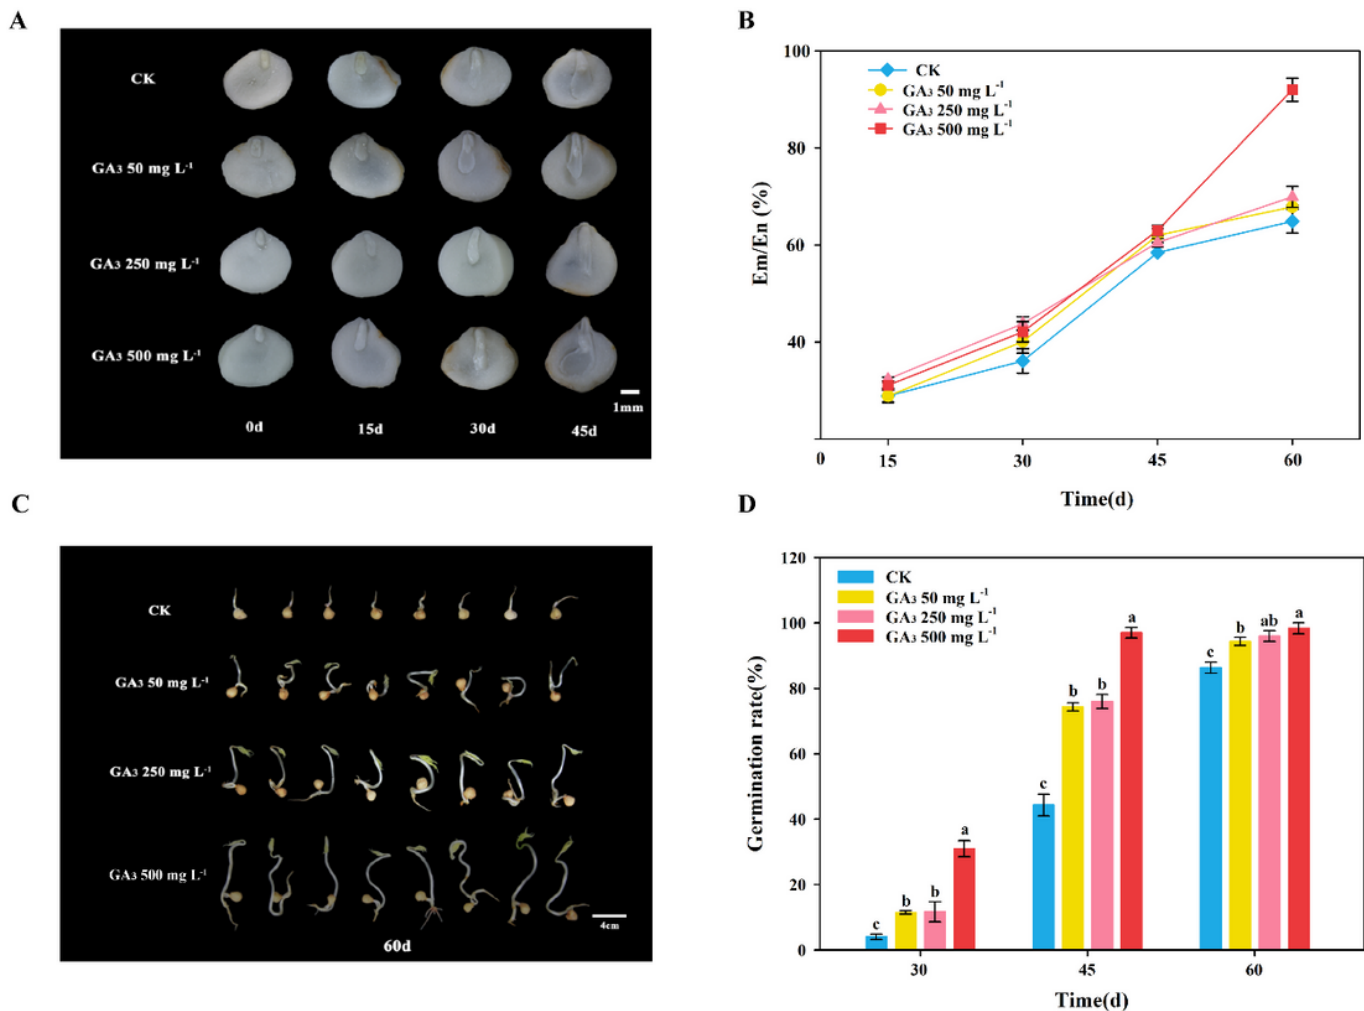 A
CK
GA3 50 mg L-1
GA3 250 mg L-1
GA3 500 mg L-1
1mm
0d 15d 30d 45d
B
100
80
60
40
0 15 30 45 60
Em/En (%)
Time(d)
CK
GA3 50 mg L-1
GA3 250 mg L-1
GA3 500 mg L-1
C
CK
GA3 50 mg L-1
GA3 250 mg L-1
GA3 500 mg L-1
4cm
60d
D
120
100
80
60
40
20
0
Germination rate(%)
CK
GA3 50 mg L-1
GA3 250 mg L-1
GA3 500 mg L-1
c b b a
c b b a
c b ab a
30 45 60
Time(d)